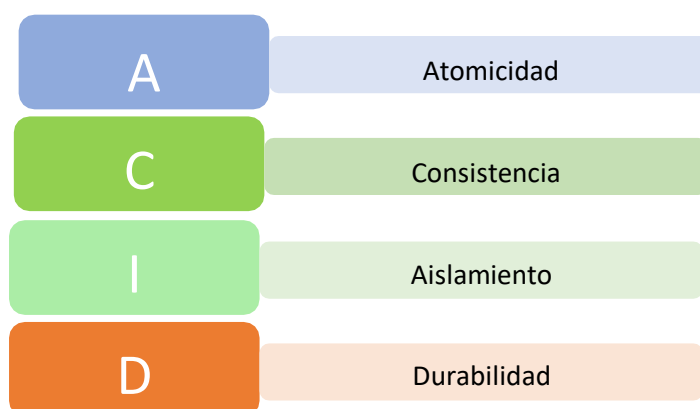 A
Atomicidad
C
Consistencia
I
Aislamiento
D
Durabilidad